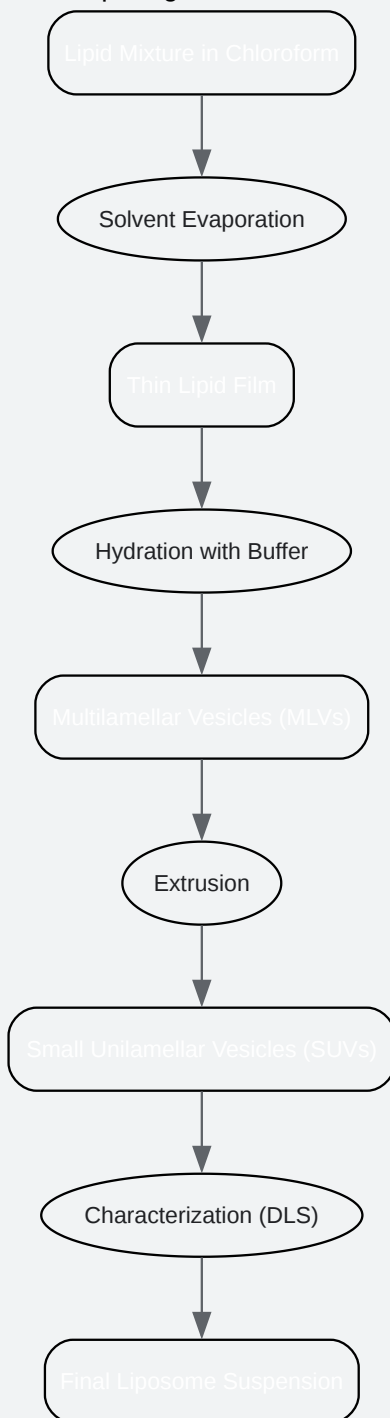 Lipid Mixture in Chloroform
Solvent Evaporation
Thin Lipid Film
Hydration with Buffer
Multilamellar Vesicles (MLVs)
Extrusion
Small Unilamellar Vesicles (SUVs)
Characterization (DLS)
Final Liposome Suspension